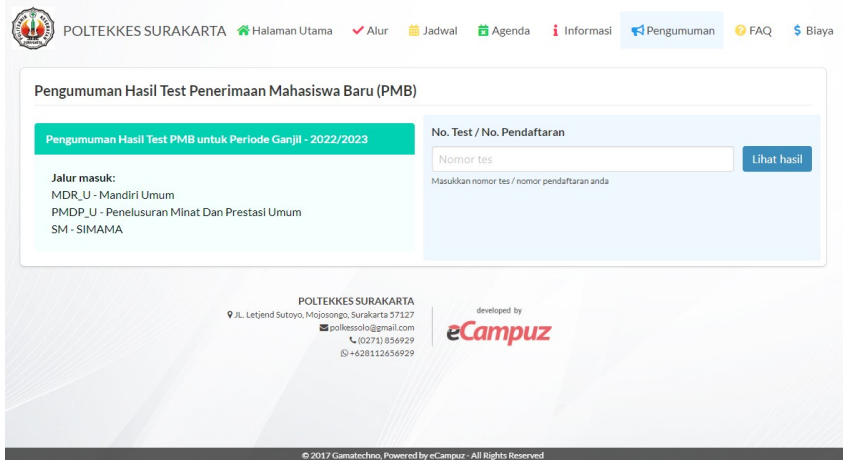 POLTEKKES SURAKARTA Halaman Utama Alur Jadwal Agenda Informasi Pengumuman FAQ Biaya
Pengumuman Hasil Test Penerimaan Mahasiswa Baru (PMB)
Pengumuman Hasil Test PMB untuk Periode Ganjil - 2022/2023
Jalur masuk:
MDR_U - Mandiri Umum
PMDP_U - Penelusuran Minat Dan Prestasi Umum
SM - SIMAMA
No. Test / No. Pendaftaran
Nomor tes
Lihat hasil
Masukkan nomor tes / nomor pendaftaran anda
POLTEKKES SURAKARTA
JL. Letjend Sutoyo, Mojosongo, Surakarta 57127
polkessolo@gmail.com
(0271) 856929
+628112656929
developed by
eCampuz
© 2017 Gamatechno, Powered by eCampuz - All Rights Reserved